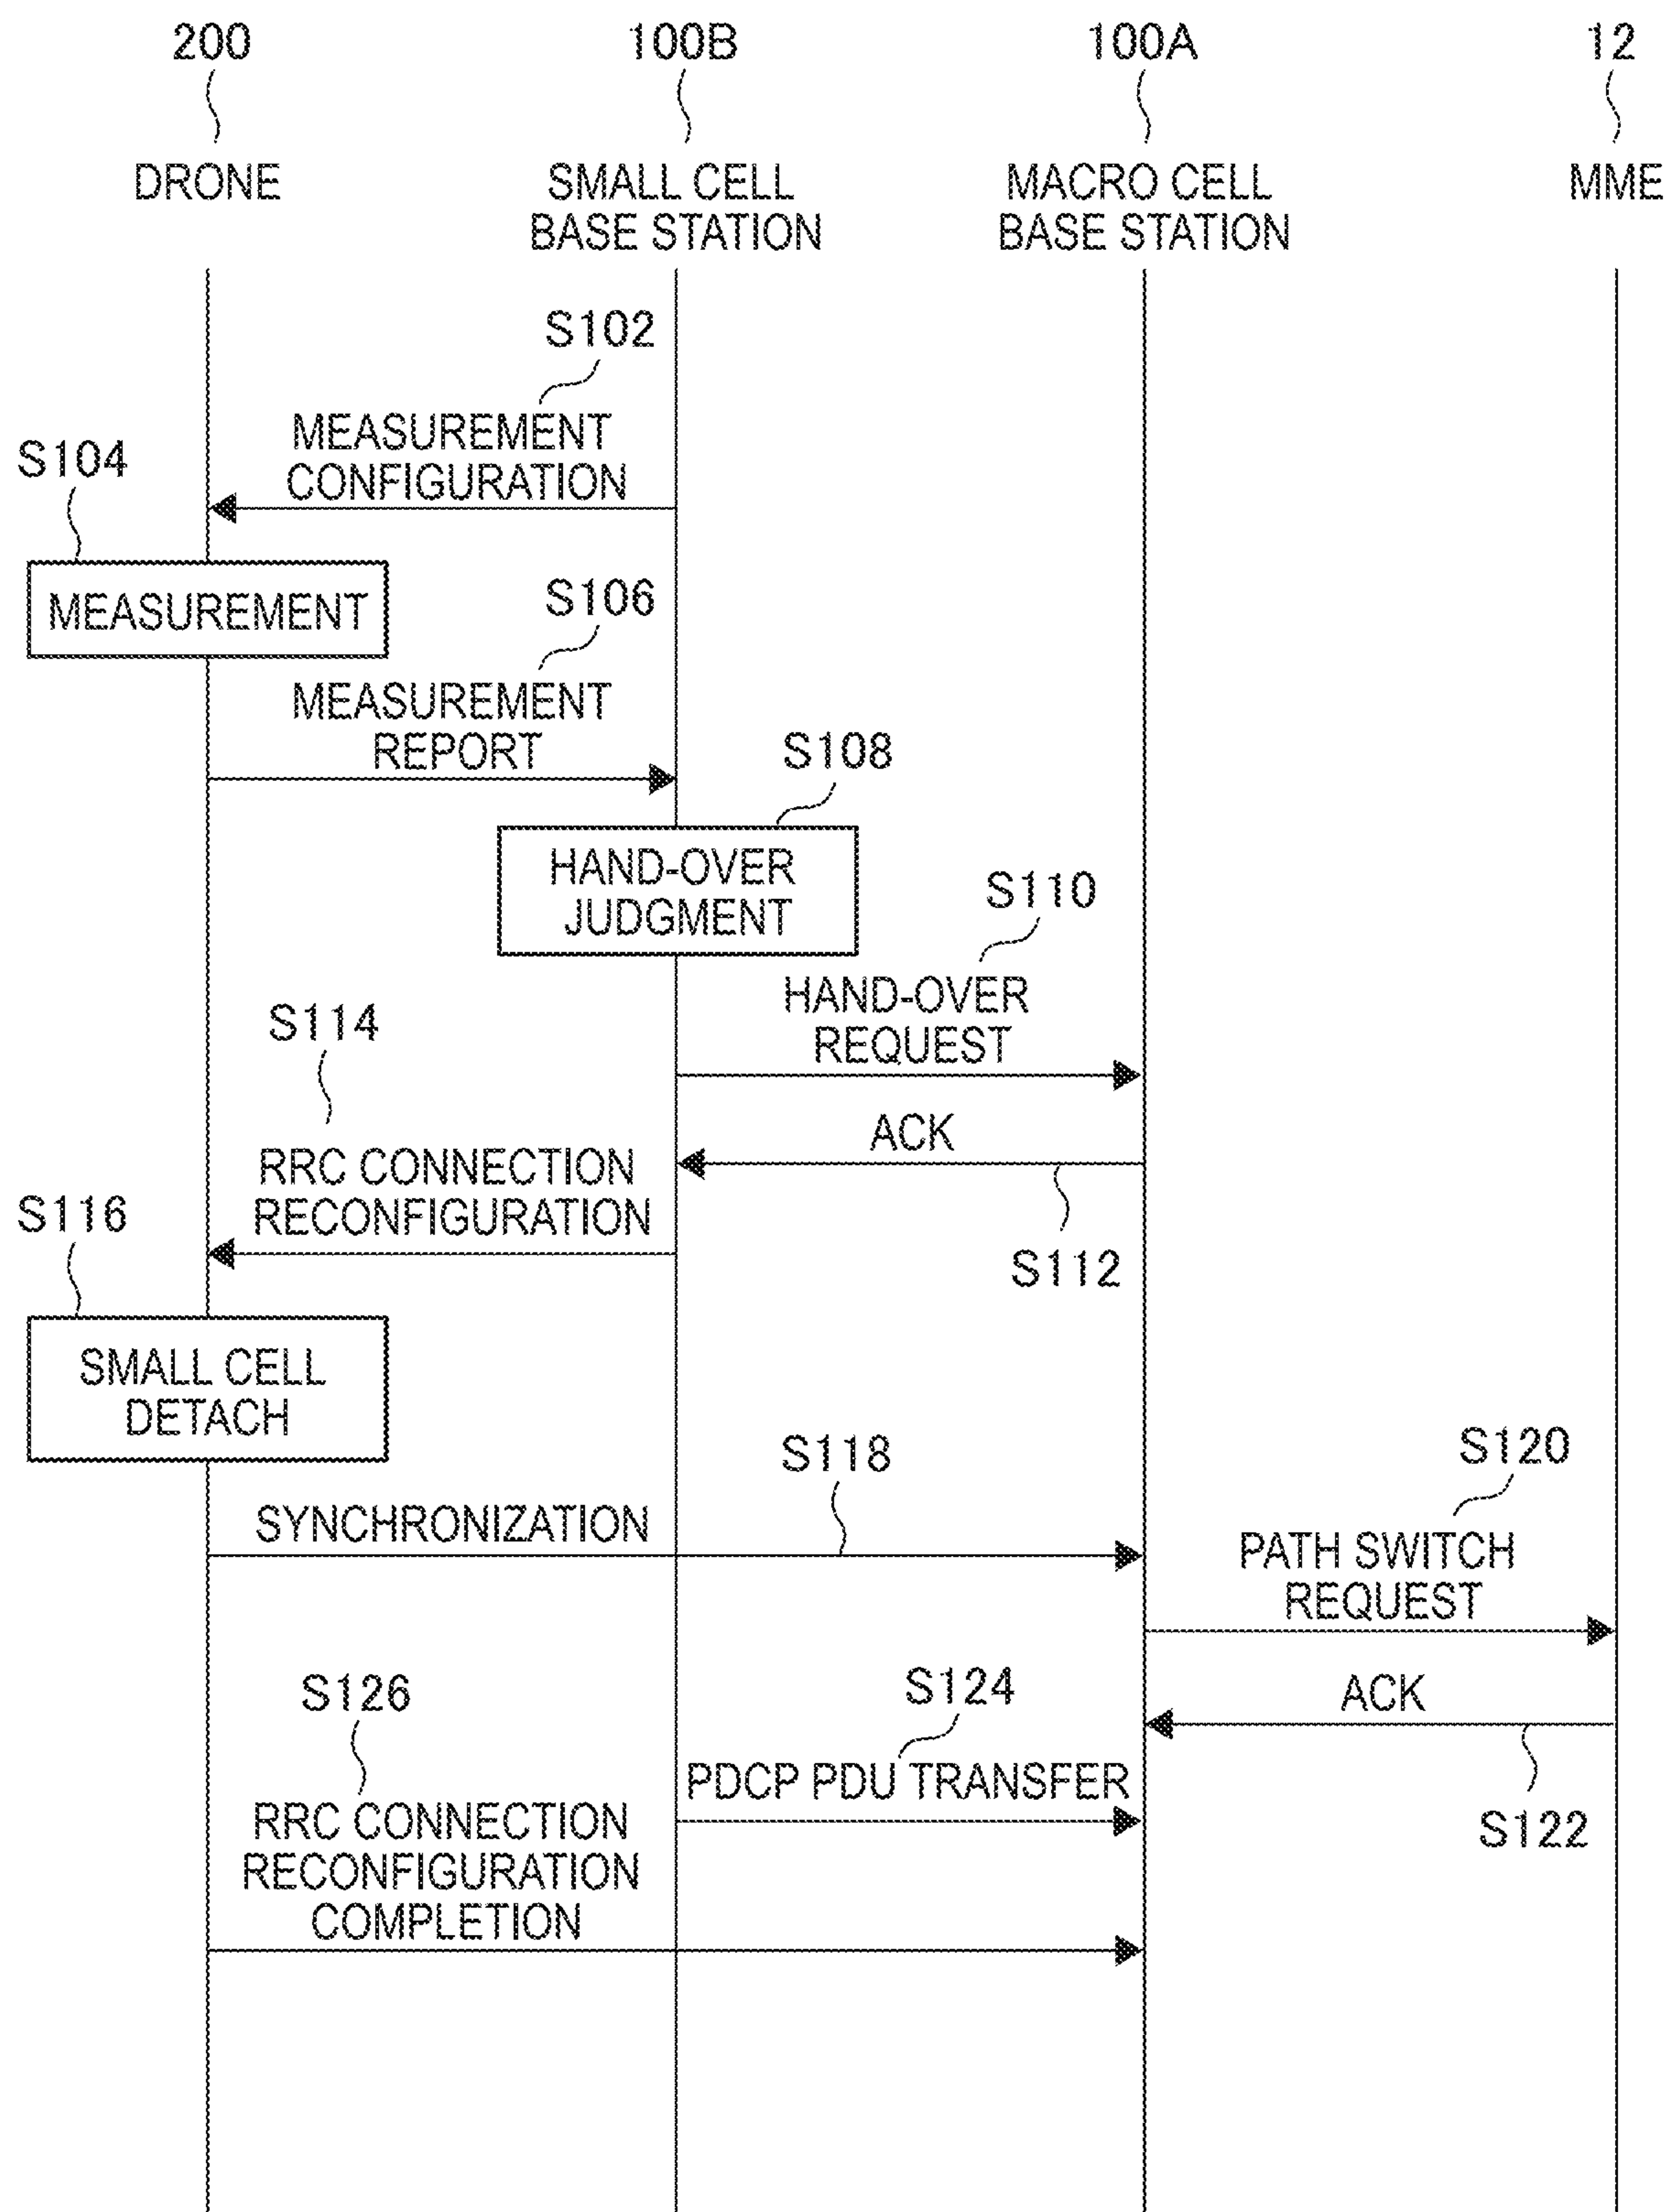 200
100B
100A
12
DRONE
SMALL CELL
BASE STATION
MACRO CELL
BASE STATION
MME
S102
MEASUREMENT
CONFIGURATION
S104
MEASUREMENT
S106
MEASUREMENT
REPORT
S108
HAND-OVER
JUDGMENT
S110
HAND-OVER
REQUEST
ACK
S112
S114
RRC CONNECTION
RECONFIGURATION
S116
SMALL CELL
DETACH
S118
SYNCHRONIZATION
S120
PATH SWITCH
REQUEST
ACK
S122
S124
PDCP PDU TRANSFER
S126
RRC CONNECTION
RECONFIGURATION
COMPLETION